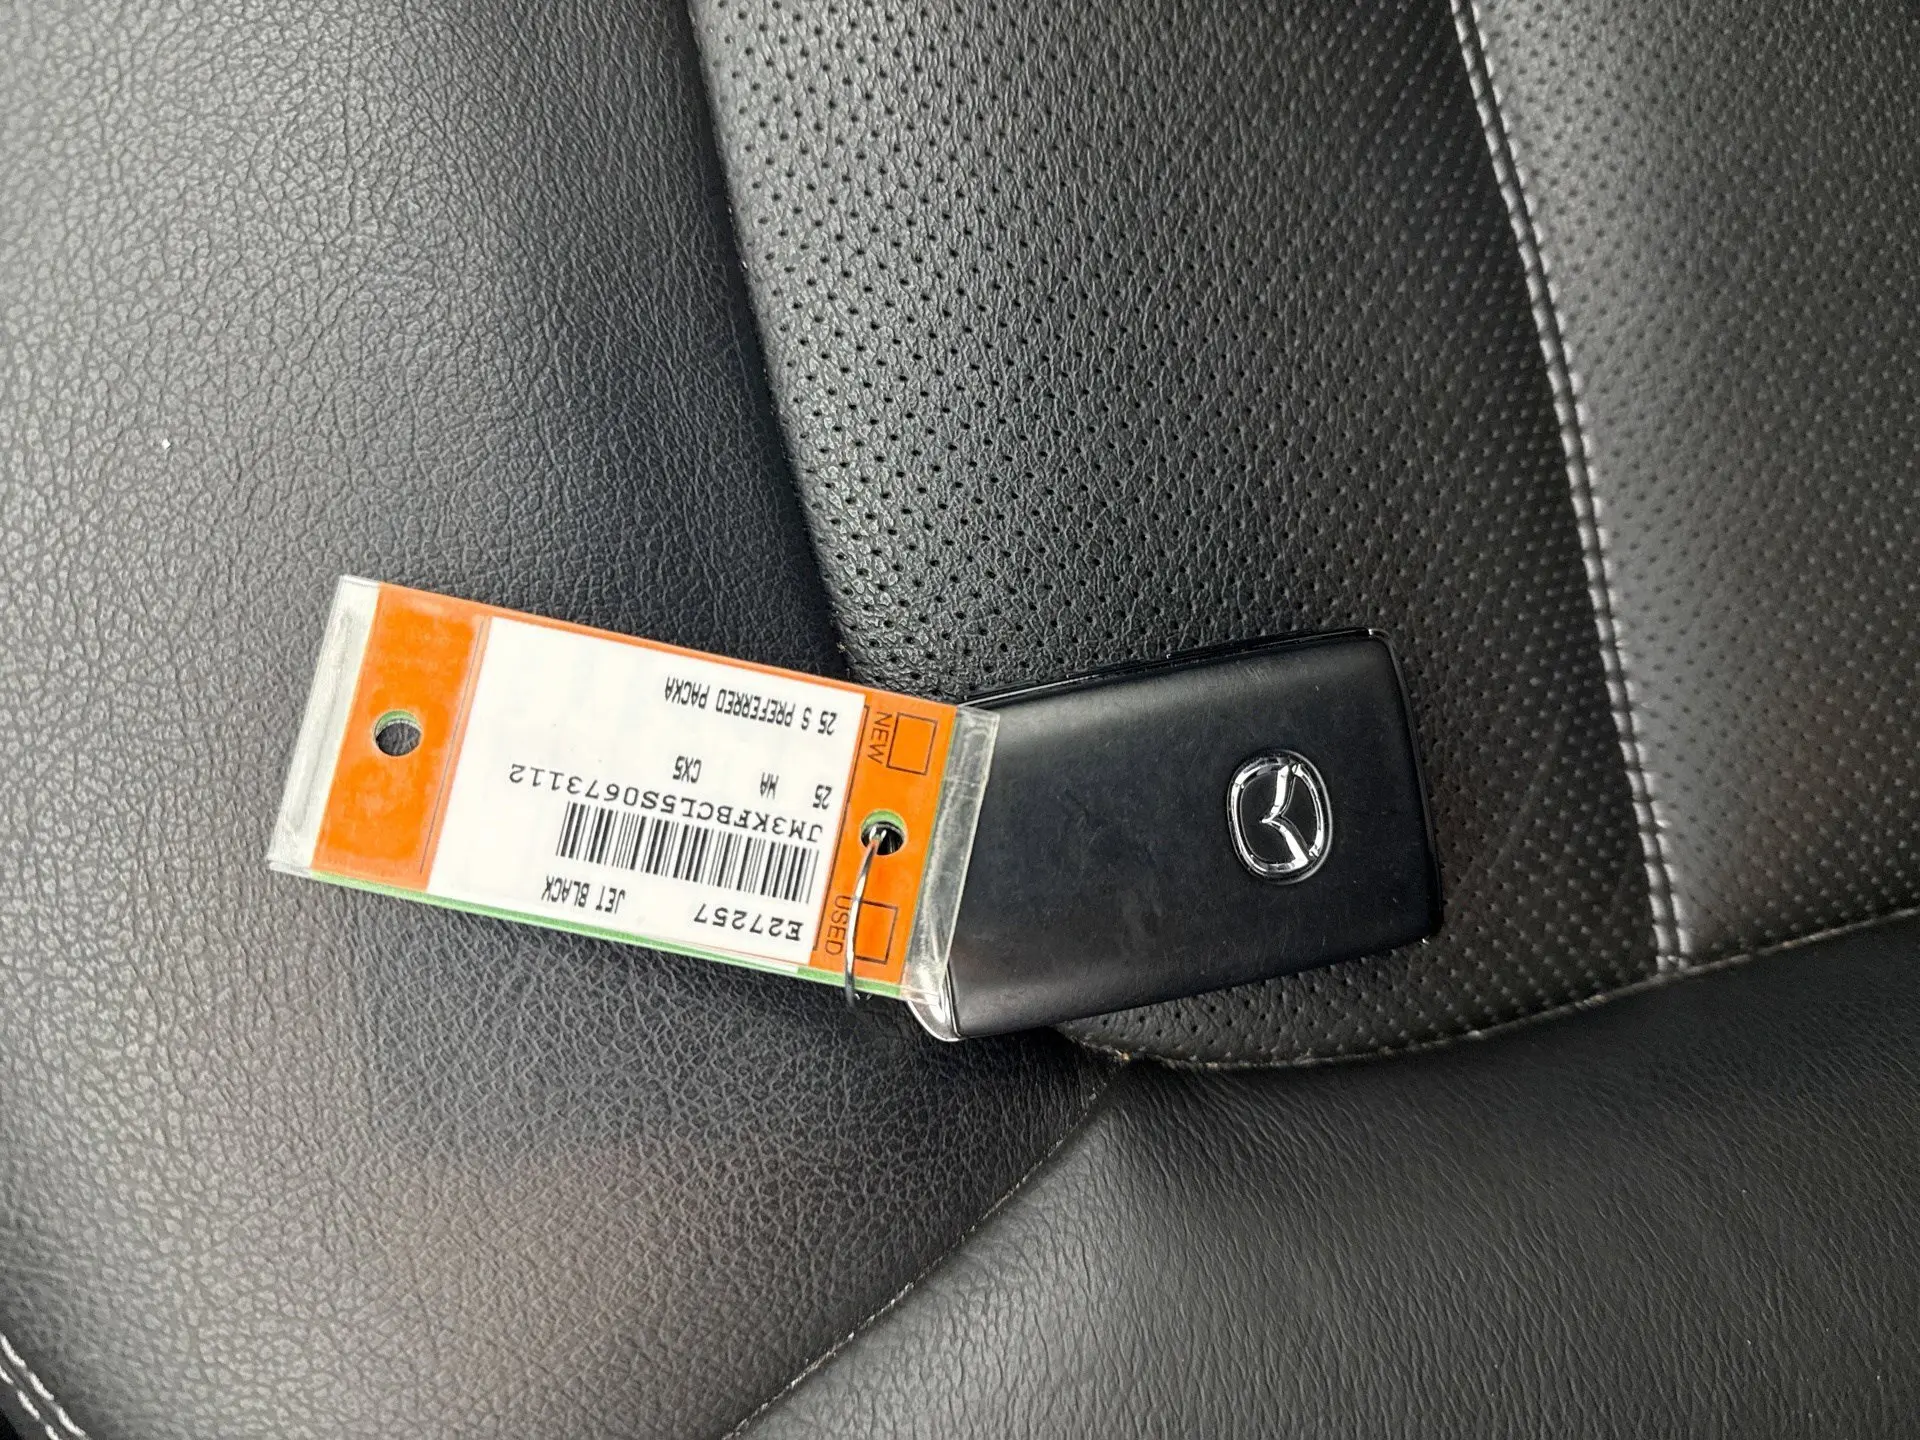 E27257 JET BLACK
JM3KFBCL5S0673112
25 MA CX5
25 S PREFERRED PACKA
NEW
USED